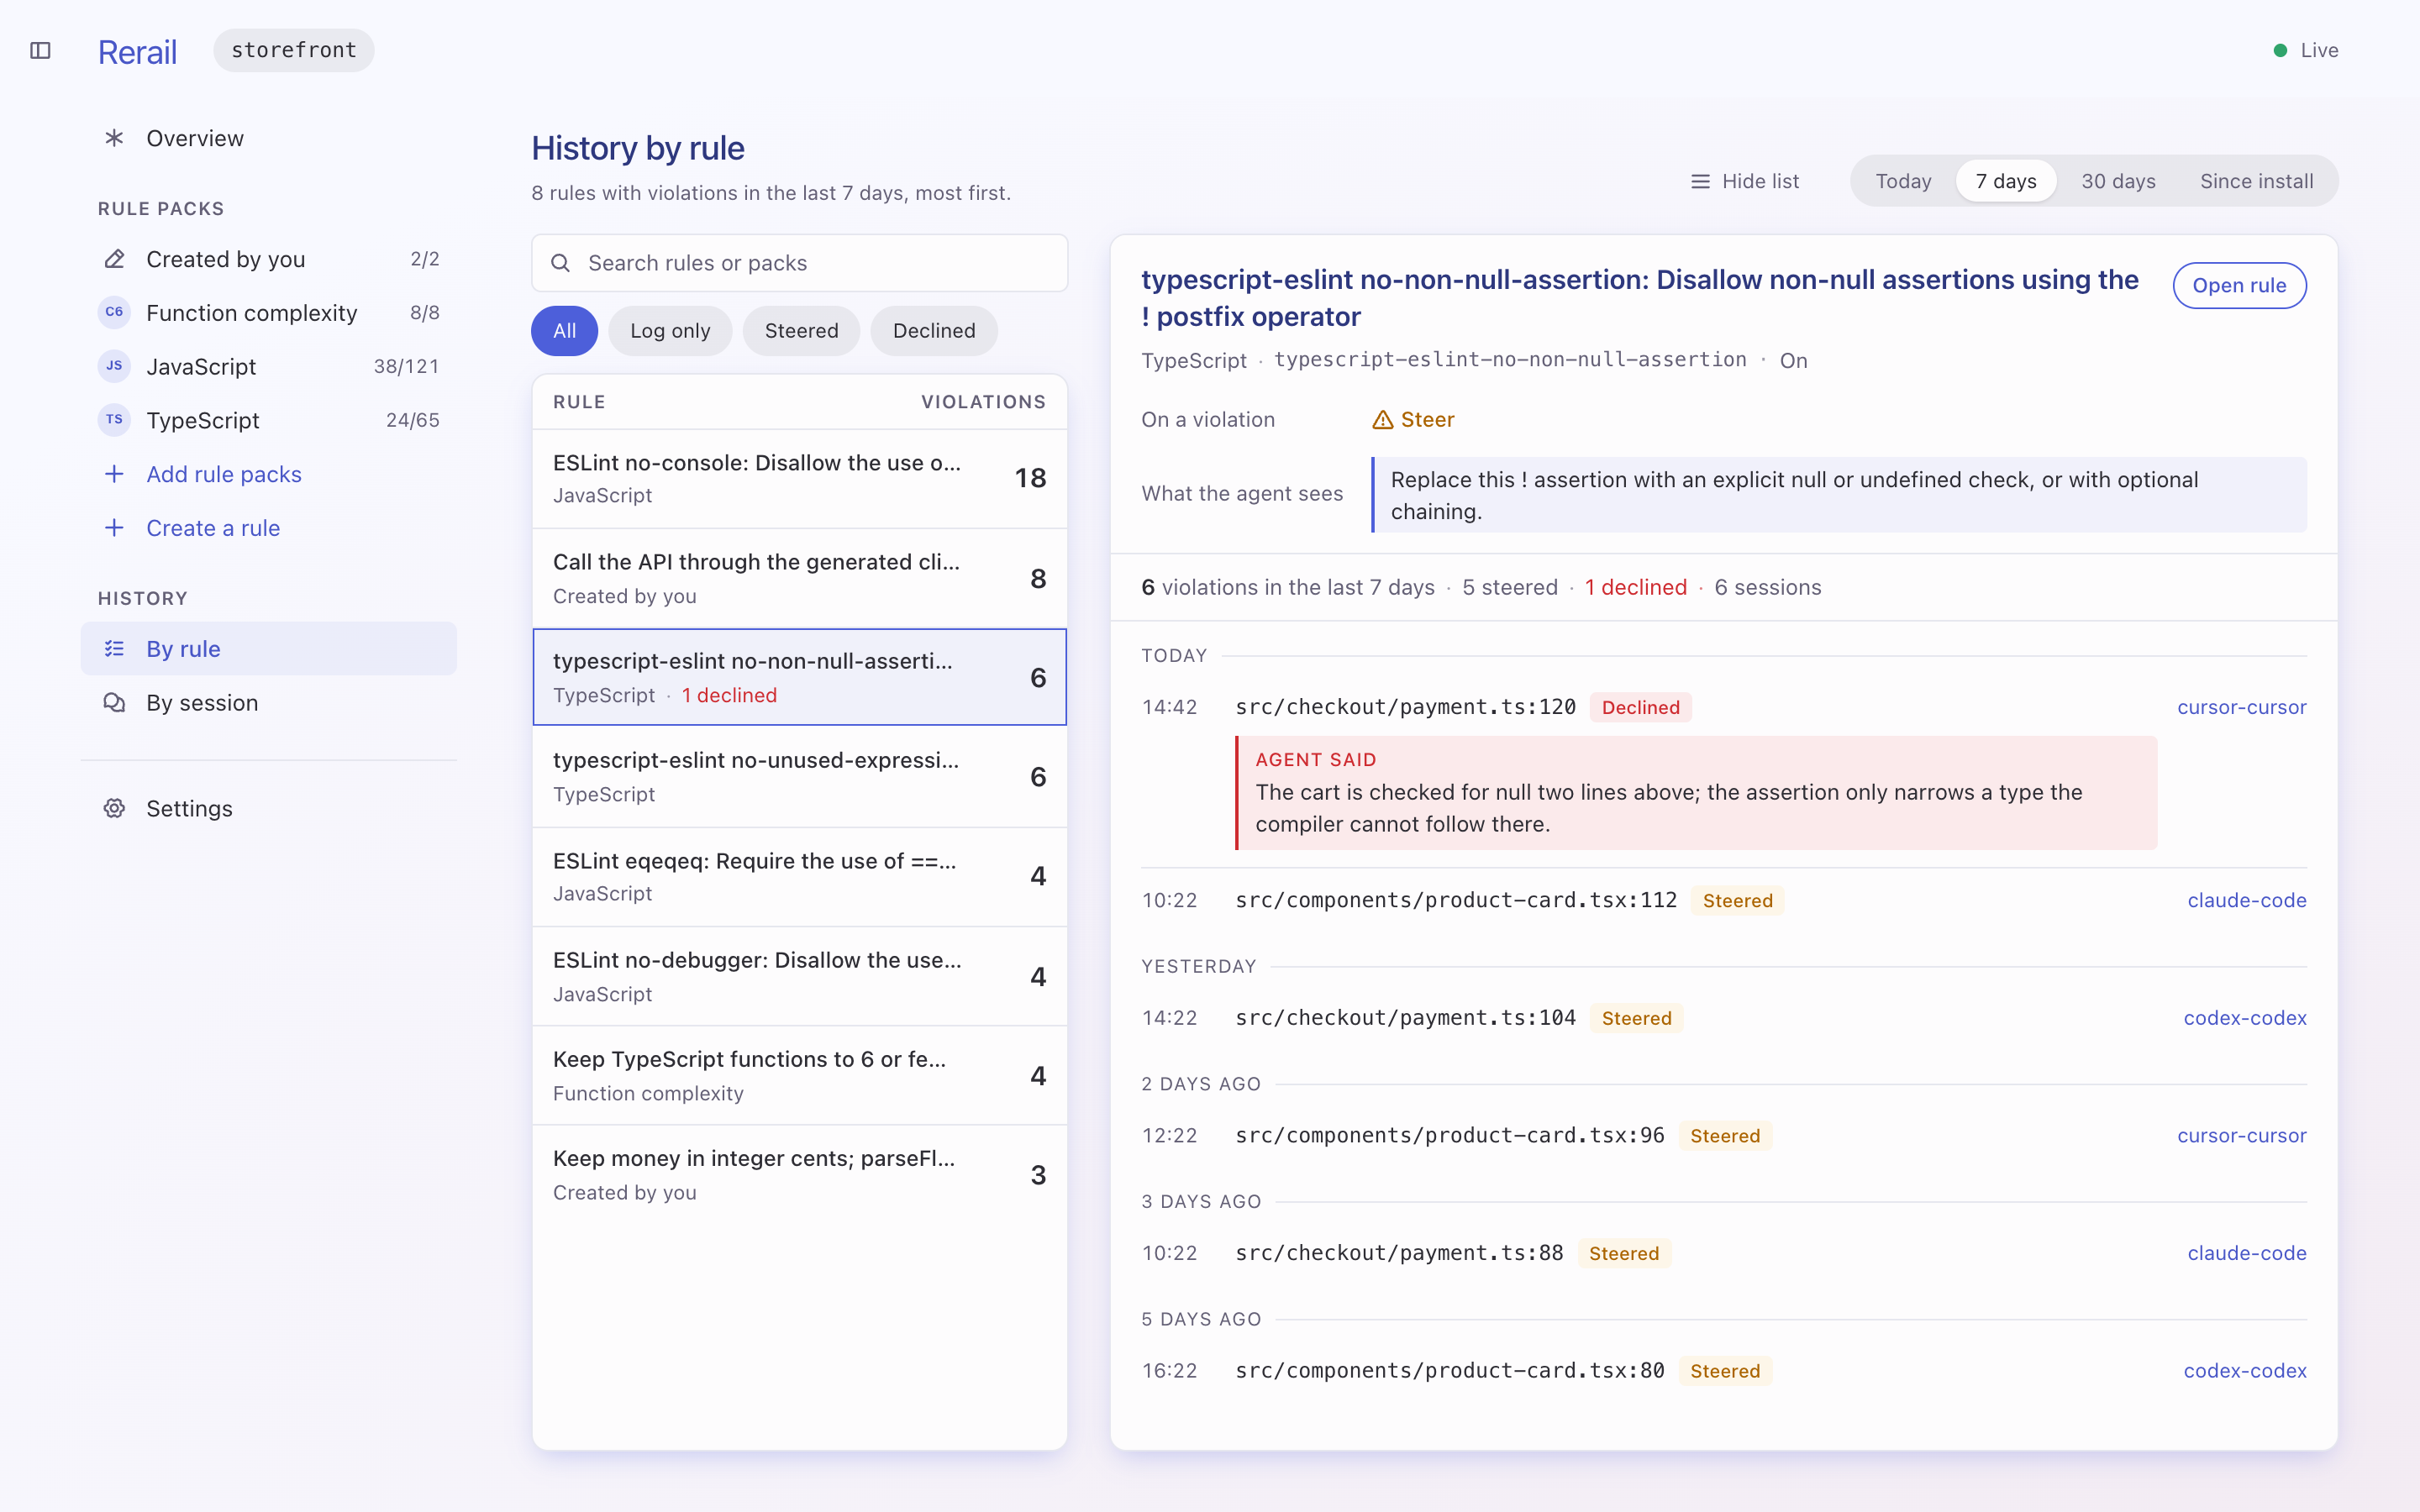 Rerail
storefront
Live
Overview
RULE PACKS
Created by you 2/2
C6 Function complexity 8/8
JS JavaScript 38/121
TS TypeScript 24/65
Add rule packs
Create a rule
HISTORY
By rule
By session
Settings
History by rule
8 rules with violations in the last 7 days, most first.
Hide list
Today 7 days 30 days Since install
Search rules or packs
All Log only Steered Declined
RULE VIOLATIONS
ESLint no-console: Disallow the use o... 18
JavaScript
Call the API through the generated cli... 8
Created by you
typescript-eslint no-non-null-asserti... 6
TypeScript · 1 declined
typescript-eslint no-unused-expressi... 6
TypeScript
ESLint eqeqeq: Require the use of ==... 4
JavaScript
ESLint no-debugger: Disallow the use... 4
JavaScript
Keep TypeScript functions to 6 or fe... 4
Function complexity
Keep money in integer cents; parseFl... 3
Created by you
typescript-eslint no-non-null-assertion: Disallow non-null assertions using the
! postfix operator
Open rule
TypeScript · typescript-eslint-no-non-null-assertion · On
On a violation Steer
What the agent sees
Replace this ! assertion with an explicit null or undefined check, or with optional
chaining.
6 violations in the last 7 days · 5 steered · 1 declined · 6 sessions
TODAY
14:42 src/checkout/payment.ts:120 Declined cursor-cursor
AGENT SAID
The cart is checked for null two lines above; the assertion only narrows a type the
compiler cannot follow there.
10:22 src/components/product-card.tsx:112 Steered claude-code
YESTERDAY
14:22 src/checkout/payment.ts:104 Steered codex-codex
2 DAYS AGO
12:22 src/components/product-card.tsx:96 Steered cursor-cursor
3 DAYS AGO
10:22 src/checkout/payment.ts:88 Steered claude-code
5 DAYS AGO
16:22 src/components/product-card.tsx:80 Steered codex-codex